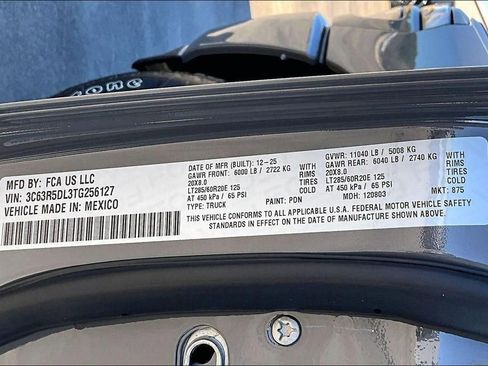 MFD BY: FCA US LLC
VIN: 3C63R5DL3TG256127
VEHICLE MADE IN: MEXICO
DATE OF MFR (BUILT): 12-25 GVWR: 11040 LB / 5008 KG
GAWR FRONT: 6000 LB / 2722 KG WITH GAWR REAR: 6040 LB / 2740 KG WITH
20X8.0 RIMS 20X8.0 RIMS
LT285/60R20E 125 TIRES LT285/60R20E 125 TIRES
AT 450 kPa / 65 PSI COLD AT 450 kPa / 65 PSI COLD
TYPE: TRUCK PAINT: PDN MDH: 120803 MKT: 875
THIS VEHICLE CONFORMS TO ALL APPLICABLE U.S.A. FEDERAL MOTOR VEHICLE SAFETY
STANDARDS IN EFFECT ON THE DATE OF MANUFACTURE SHOWN ABOVE.